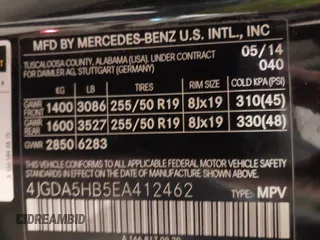 MFD BY MERCEDES-BENZ U.S. INTL., INC
TUSCALOOSA COUNTY, ALABAMA (USA), UNDER CONTRACT
FOR DAIMLER AG, STUTTGART (GERMANY)
05/14
040
KG LB TIRES RIM SIZE COLD KPA(PSI)
GAWR FRONT 1400 3086 255/50 R19 8Jx19 310(45)
GAWR REAR 1600 3527 255/50 R19 8Jx19 330(48)
GVWR 2850 6283
THIS VEHICLE CONFORMS TO ALL APPLICABLE
U.S. FEDERAL MOTOR VEHICLE SAFETY AND
THEFT PREVENTION STANDARDS IN EFFECT ON THE
DATE OF MANUFACTURE SHOWN ABOVE.
4JGDA5HB5EA412462 TYPE: MPV
AUTOBIDMASTER